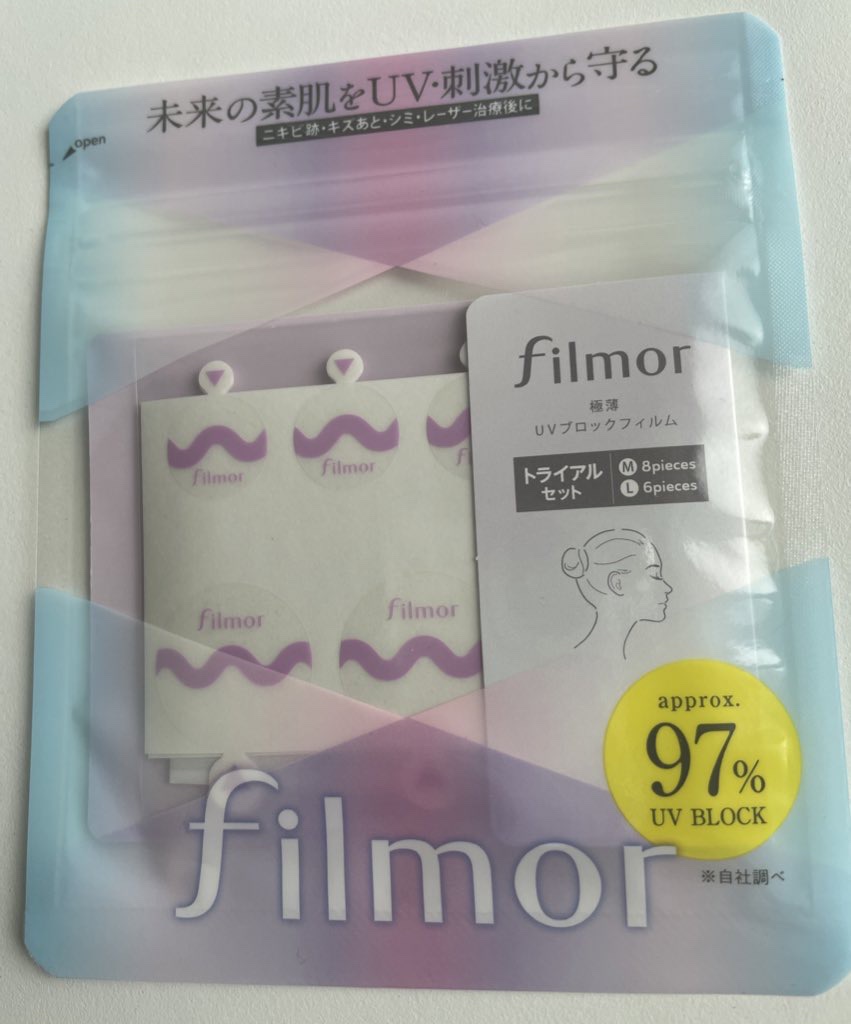 未来の素肌をUV・刺激から守る
ニキビ跡・キズあと・シミ・レーザー治療後に
open
filmor
極薄
UVブロックフィルム
トライアル
セット
M 8pieces
L 6pieces
filmor
filmor
fi
filmor
filmor
approx.
97%
UV BLOCK
filmor
※自社調べ